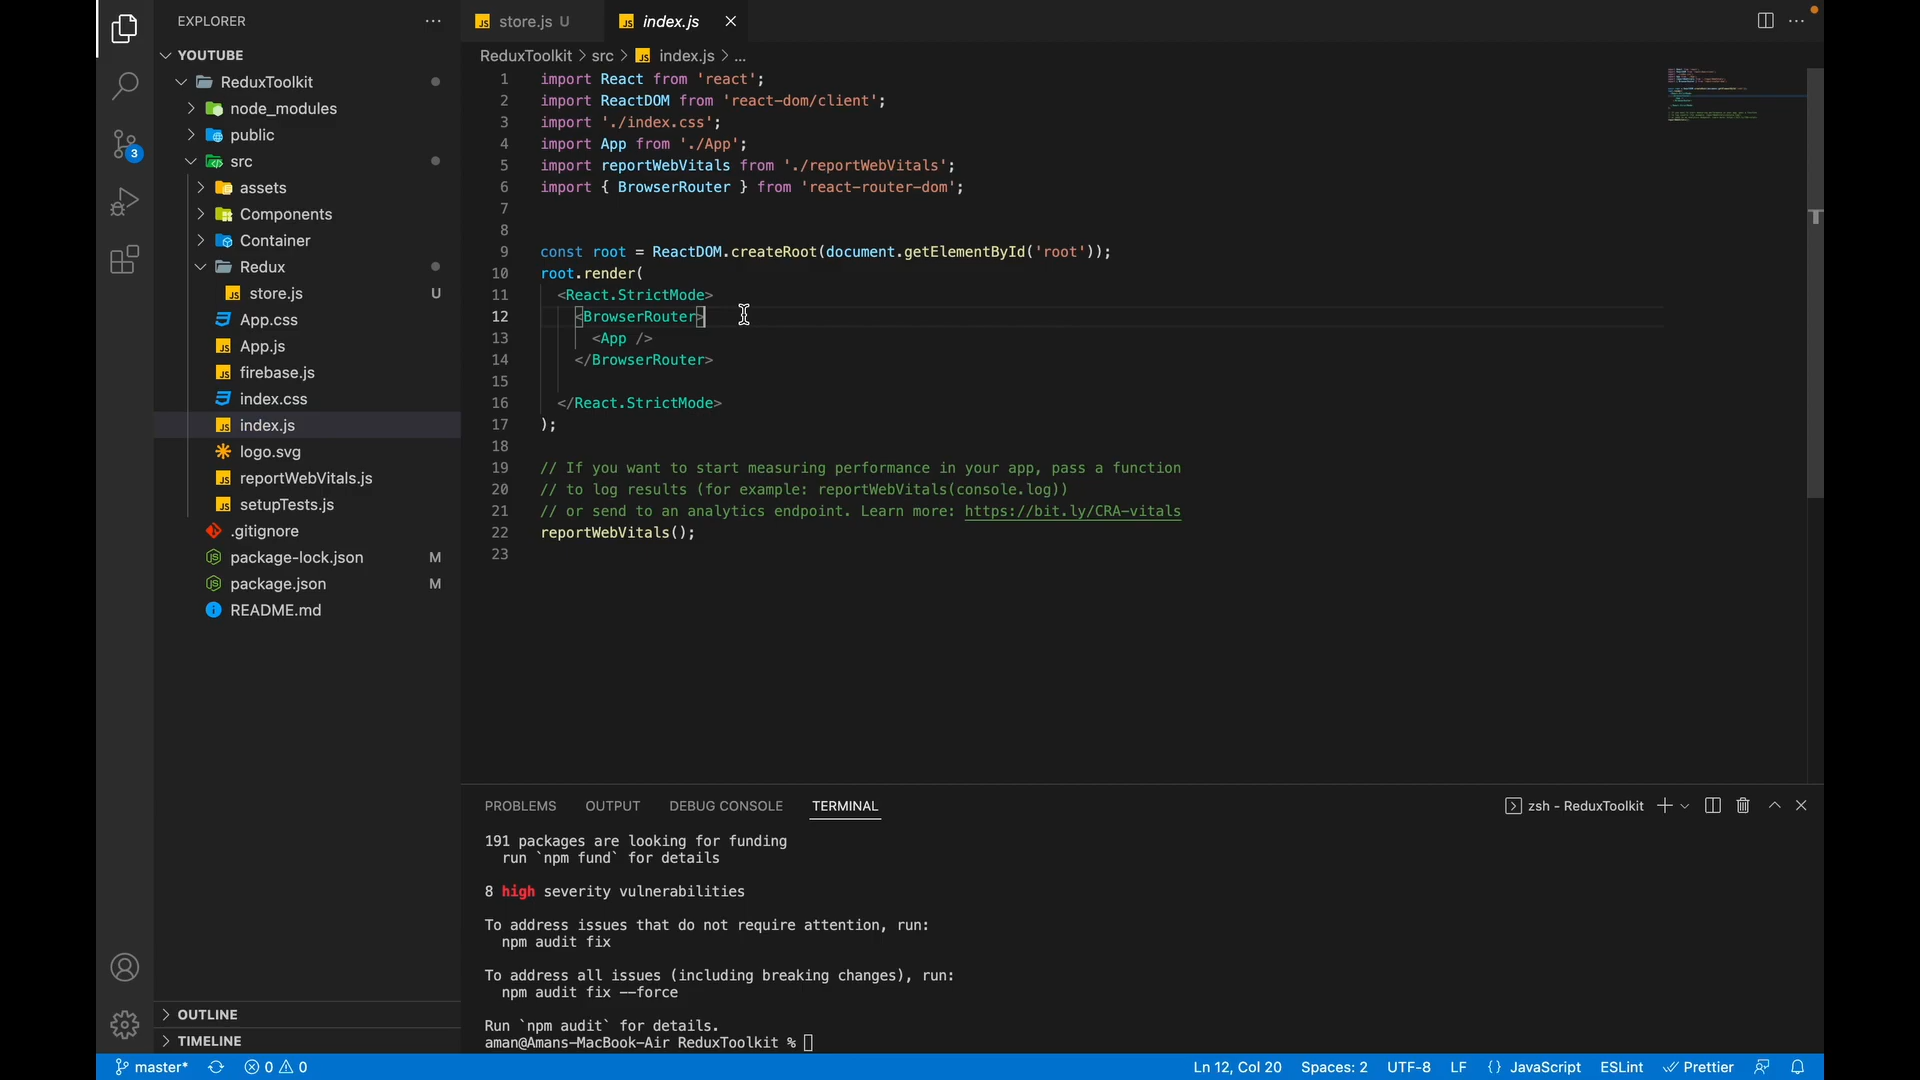 EXPLORER
YOUTUBE
ReduxToolkit
node_modules
public
src
assets
Components
Container
Redux
store.js U
App.css
App.js
firebase.js
index.css
index.js
logo.svg
reportWebVitals.js
setupTests.js
.gitignore
package-lock.json M
package.json M
README.md
OUTLINE
TIMELINE
3
JS store.js U
JS index.js
ReduxToolkit > src > JS index.js > ...
1 import React from 'react';
2 import ReactDOM from 'react-dom/client';
3 import './index.css';
4 import App from './App';
5 import reportWebVitals from './reportWebVitals';
6 import { BrowserRouter } from 'react-router-dom';
7
8
9 const root = ReactDOM.createRoot(document.getElementById('root'));
10 root.render(
11 <React.StrictMode>
12 <BrowserRouter>
13 <App />
14 </BrowserRouter>
15
16 </React.StrictMode>
17 );
18
19 // If you want to start measuring performance in your app, pass a function
20 // to log results (for example: reportWebVitals(console.log))
21 // or send to an analytics endpoint. Learn more: https://bit.ly/CRA-vitals
22 reportWebVitals();
23
PROBLEMS OUTPUT DEBUG CONSOLE TERMINAL
zsh - ReduxToolkit
191 packages are looking for funding
run `npm fund` for details
8 high severity vulnerabilities
To address issues that do not require attention, run:
npm audit fix
To address all issues (including breaking changes), run:
npm audit fix --force
Run `npm audit` for details.
aman@Amans-MacBook-Air ReduxToolkit %
master* 0 0 Ln 12, Col 20 Spaces: 2 UTF-8 LF {} JavaScript ESLint Prettier